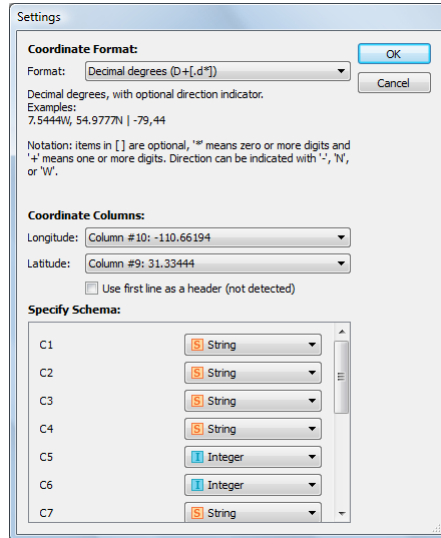 Settings
Coordinate Format:
OK
Format: Decimal degrees (D+[.d*])
Cancel
Decimal degrees, with optional direction indicator.
Examples:
7.5444W, 54.9777N | -79,44
Notation: items in [ ] are optional, '*' means zero or more digits and
'+' means one or more digits. Direction can be indicated with '-', 'N',
or 'W'.
Coordinate Columns:
Longitude: Column #10: -110.66194
Latitude: Column #9: 31.33444
Use first line as a header (not detected)
Specify Schema:
C1 S String
C2 S String
C3 S String
C4 S String
C5 I Integer
C6 I Integer
C7 S String